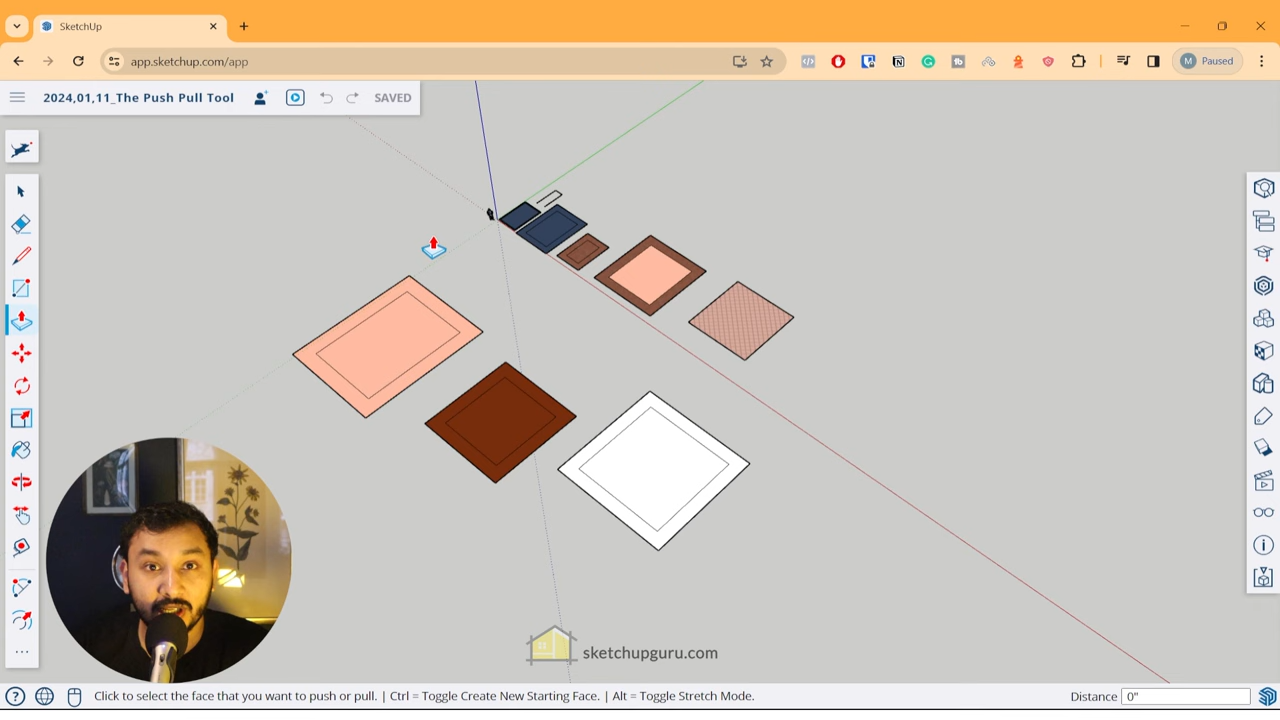 SketchUp
app.sketchup.com/app
M Paused
2024,01,11_The Push Pull Tool
SAVED
sketchupguru.com
Click to select the face that you want to push or pull. | Ctrl = Toggle Create New Starting Face. | Alt = Toggle Stretch Mode.
Distance 0"